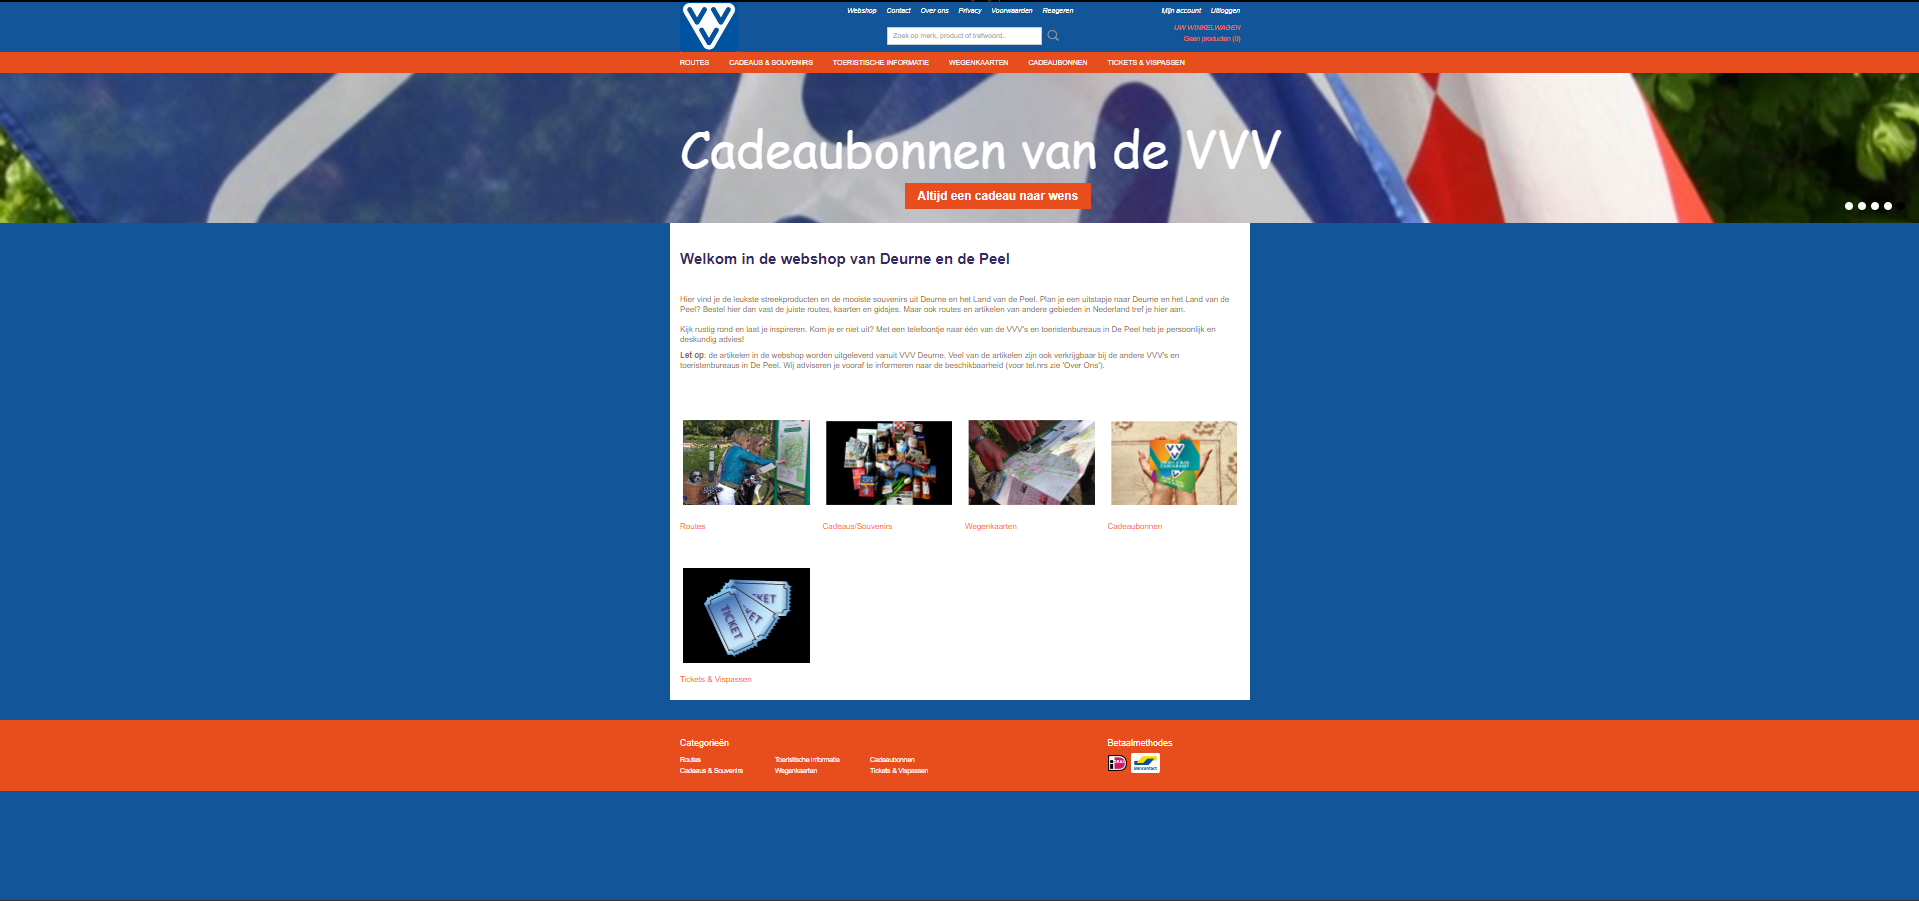 VVV
Webshop Contact Over ons Privacy Voorwaarden Reageren
Mijn account Uitloggen
Zoek op merk, product of trefwoord..
UW WINKELWAGEN
Geen producten (0)
ROUTES CADEAUS & SOUVENIRS TOERISTISCHE INFORMATIE WEGENKAARTEN CADEAUBONNEN TICKETS & VISPASSEN
Cadeaubonnen van de VVV
Altijd een cadeau naar wens
Welkom in de webshop van Deurne en de Peel
Hier vind je de leukste streekproducten en de mooiste souvenirs uit Deurne en het Land van de Peel. Plan je een uitstapje naar Deurne en het Land van de
Peel? Bestel hier dan vast de juiste routes, kaarten en gidsjes. Maar ook routes en artikelen van andere gebieden in Nederland tref je hier aan.
Kijk rustig rond en laat je inspireren. Kom je er niet uit? Met een telefoontje naar één van de VVV's en toeristenbureaus in De Peel heb je persoonlijk en
deskundig advies!
Let op: de artikelen in de webshop worden uitgeleverd vanuit VVV Deurne. Veel van de artikelen zijn ook verkrijgbaar bij de andere VVV's en
toeristenbureaus in De Peel. Wij adviseren je vooraf te informeren naar de beschikbaarheid (voor tel.nrs zie 'Over Ons').
Routes Cadeaus/Souvenirs Wegenkaarten Cadeaubonnen
TICKET TICKET TICKET
Tickets & Vispassen
Categorieën
Betaalmethodes
Routes Toeristische informatie Cadeaubonnen
Cadeaus & Souvenirs Wegenkaarten Tickets & Vispassen
Bancontact